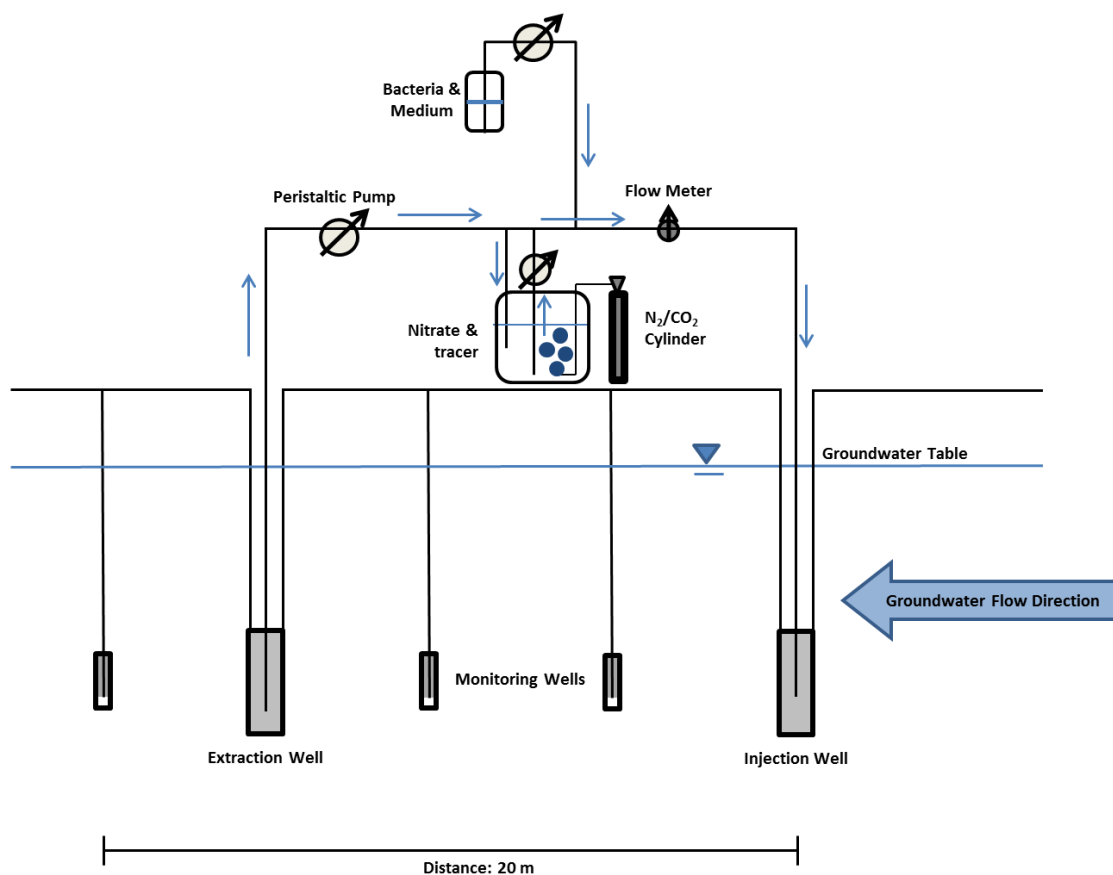 Bacteria &
Medium
Peristaltic Pump
Flow Meter
Nitrate &
tracer
N₂/CO₂
Cylinder
Groundwater Table
Groundwater Flow Direction
Monitoring Wells
Extraction Well
Injection Well
Distance: 20 m